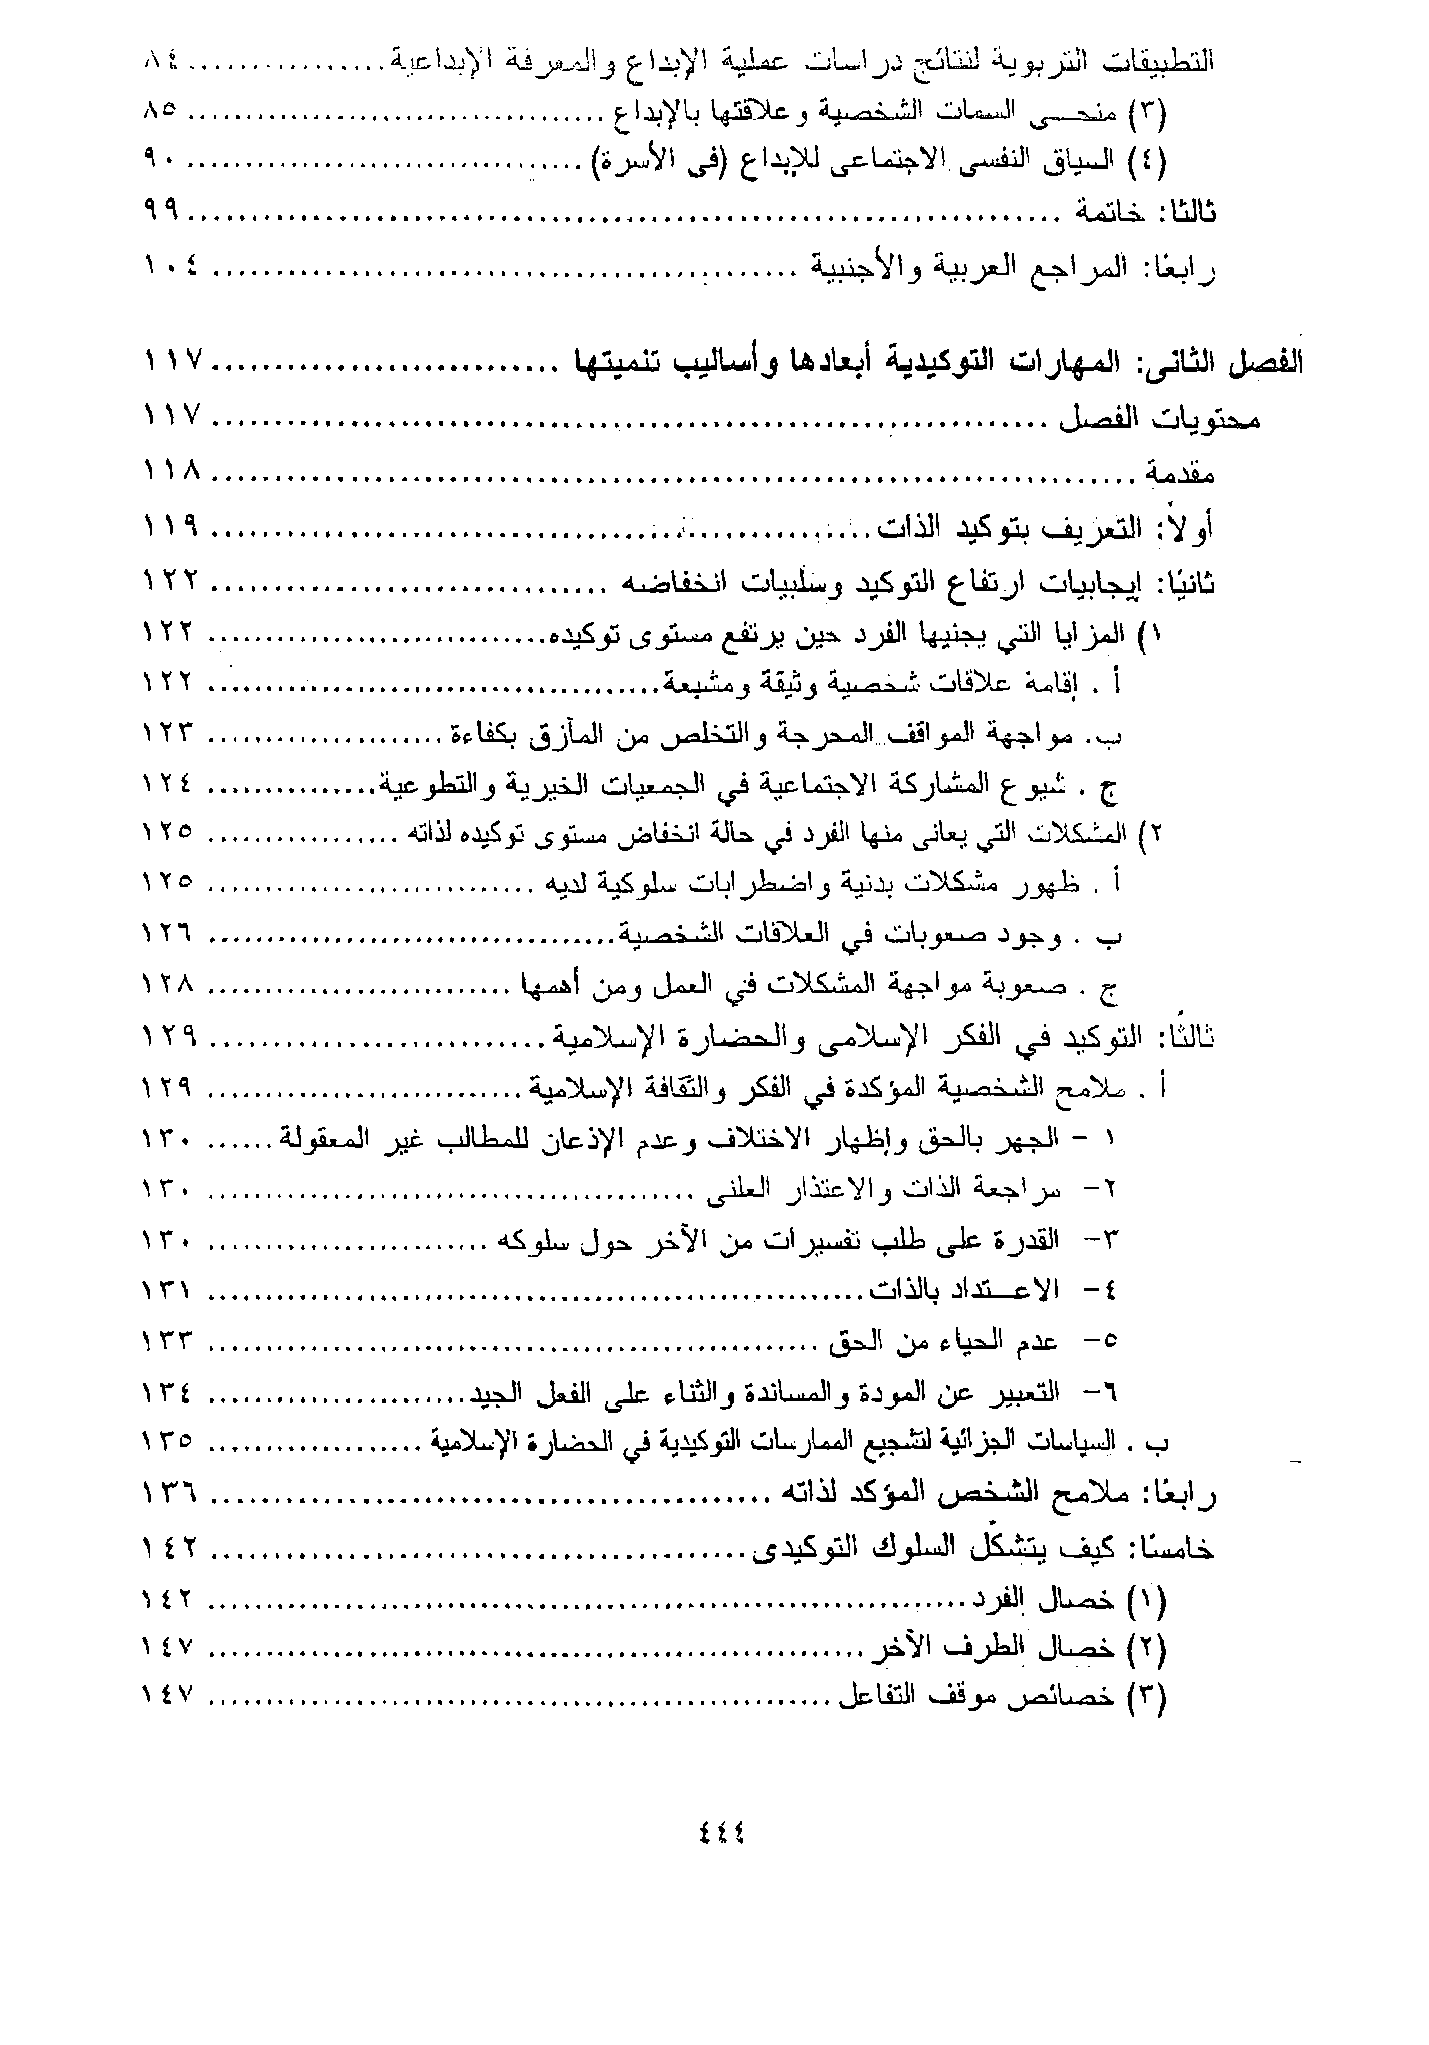 التطبيقات التربوية لنتائج دراسات عملية الإبداع والمعرفة الإبداعية ................ ٨٤
(٣) منحى السمات الشخصية وعلاقتها بالإبداع ................................... ٨٥
(٤) السياق النفسى الاجتماعى للإبداع (فى الأسرة) ................................. ٩٠
ثالثا: خاتمة ...................................................................... ٩٩
رابعًا: المراجع العربية والأجنبية ............................................... ١٠٤
الفصل الثانى: المهارات التوكيدية أبعادها وأساليب تنميتها ............................. ١١٧
محتويات الفصل ................................................................... ١١٧
مقدمة .......................................................................... ١١٨
أولاً: التعريف بتوكيد الذات ..................................................... ١١٩
ثانيًا: إيجابيات ارتفاع التوكيد وسلبيات انخفاضه ................................ ١٢٢
١) المزايا التي يجنيها الفرد حين يرتفع مستوى توكيده ............................ ١٢٢
أ . إقامة علاقات شخصية وثيقة ومشبعة ...................................... ١٢٢
ب. مواجهة المواقف المحرجة والتخلص من المآزق بكفاءة .................... ١٢٣
ج . شيوع المشاركة الاجتماعية في الجمعيات الخيرية والتطوعية ............... ١٢٤
٢) المشكلات التي يعانى منها الفرد في حالة انخفاض مستوى توكيده لذاته ................ ١٢٥
أ . ظهور مشكلات بدنية واضطرابات سلوكية لديه ............................ ١٢٥
ب . وجود صعوبات في العلاقات الشخصية .................................. ١٢٦
ج . صعوبة مواجهة المشكلات في العمل ومن أهمها .......................... ١٢٨
ثالثًا: التوكيد في الفكر الإسلامى والحضارة الإسلامية ............................ ١٢٩
أ . ملامح الشخصية المؤكدة في الفكر والثقافة الإسلامية .......................... ١٢٩
١ - الجهر بالحق وإظهار الاختلاف وعدم الإذعان للمطالب غير المعقولة ...... ١٣٠
٢- مراجعة الذات والاعتذار العلنى ......................................... ١٣٠
٣- القدرة على طلب تفسيرات من الآخر حول سلوكه ........................ ١٣٠
٤- الاعتداد بالذات ....................................................... ١٣١
٥- عدم الحياء من الحق ................................................... ١٣٣
٦- التعبير عن المودة والمساندة والثناء على الفعل الجيد ...................... ١٣٤
ب . السياسات الجزائية لتشجيع الممارسات التوكيدية في الحضارة الإسلامية .................. ١٣٥
رابعًا: ملامح الشخص المؤكد لذاته ............................................. ١٣٦
خامسًا: كيف يتشكل السلوك التوكيدى ........................................... ١٤٢
(١) خصال الفرد ............................................................... ١٤٢
(٢) خصال الطرف الآخر ....................................................... ١٤٧
(٣) خصائص موقف التفاعل .................................................... ١٤٧
٤٤٤